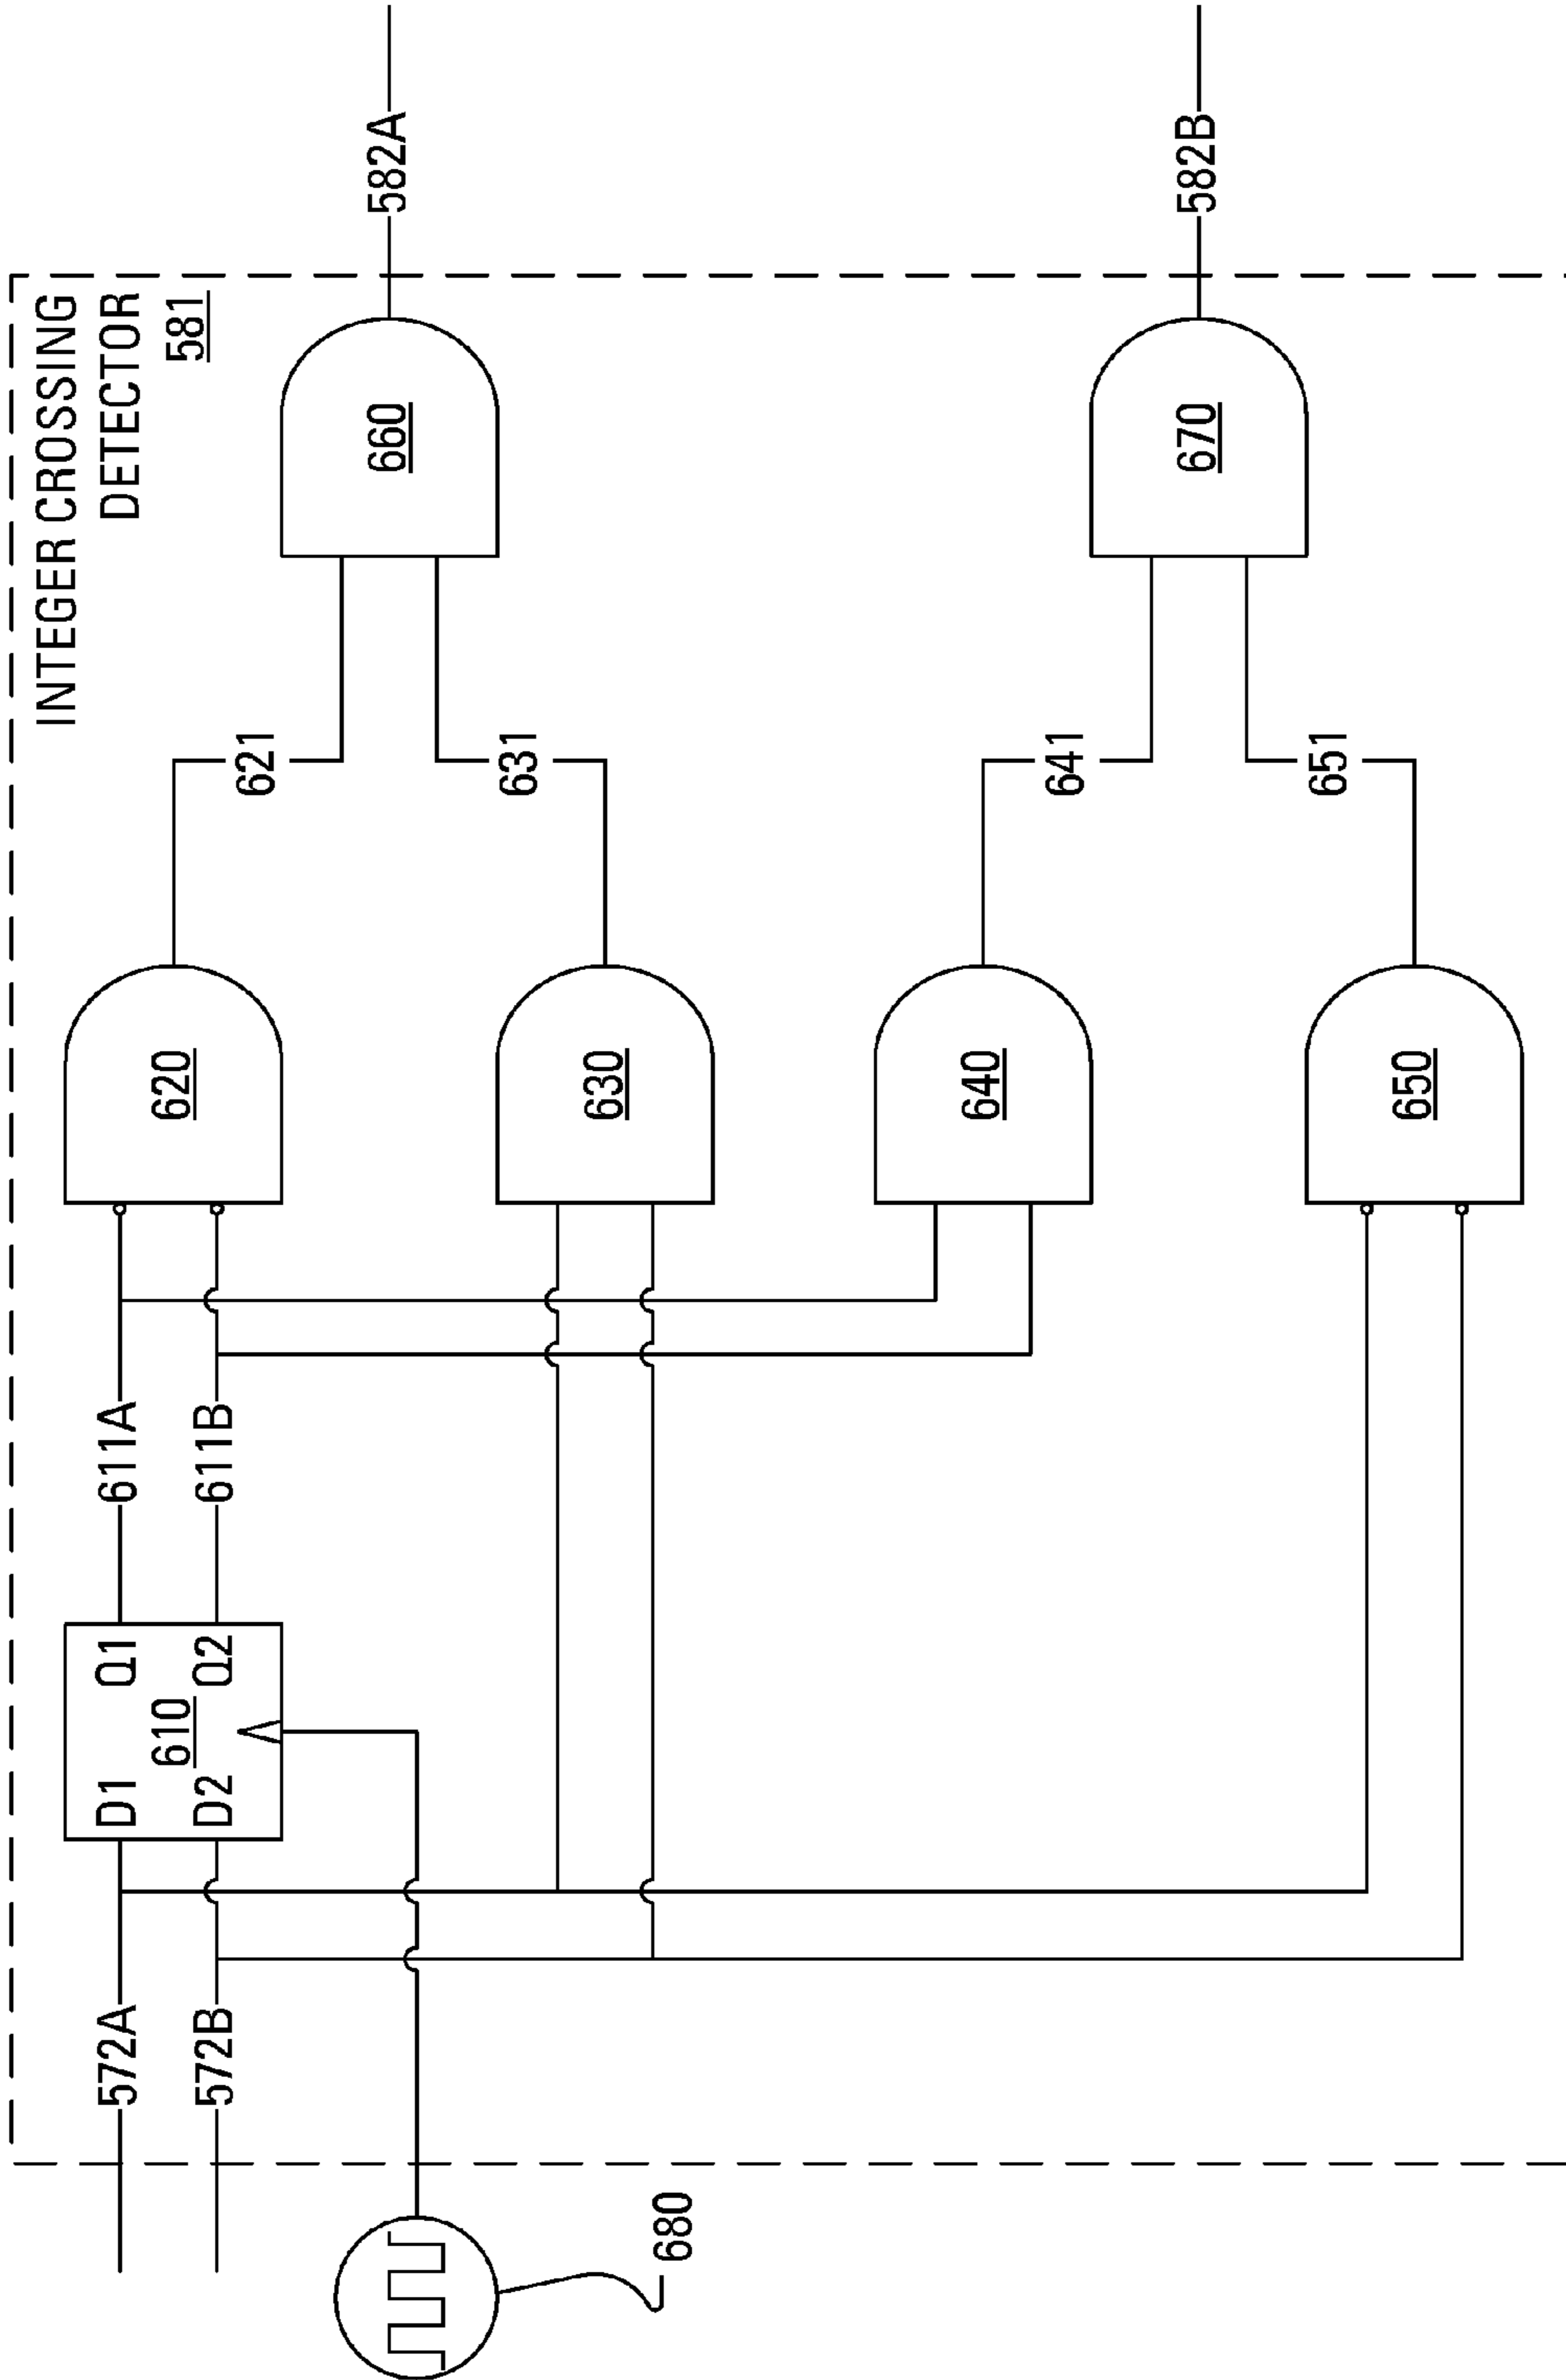 INTEGER CROSSING
DETECTOR
581
572A
572B
D1
D2
610
Q1
Q2
611A
611B
620
621
630
631
660
582A
640
641
650
651
670
582B
680